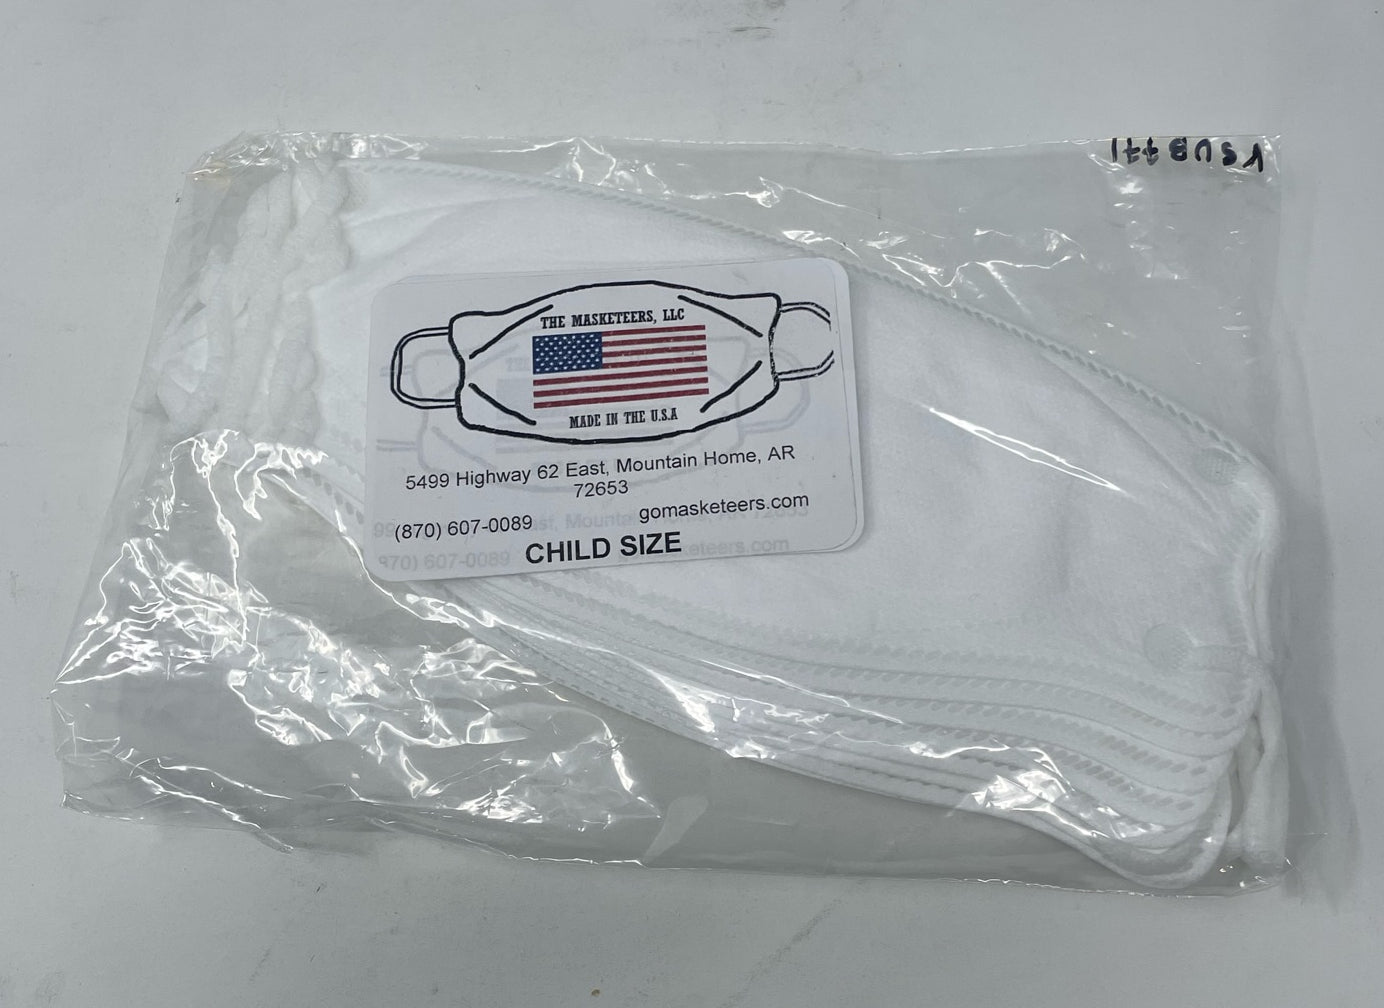 VSUB771
THE MASKETEERS, LLC
MADE IN THE U.S.A
5499 Highway 62 East, Mountain Home, AR
72653
(870) 607-0089
gomasketeers.com
CHILD SIZE